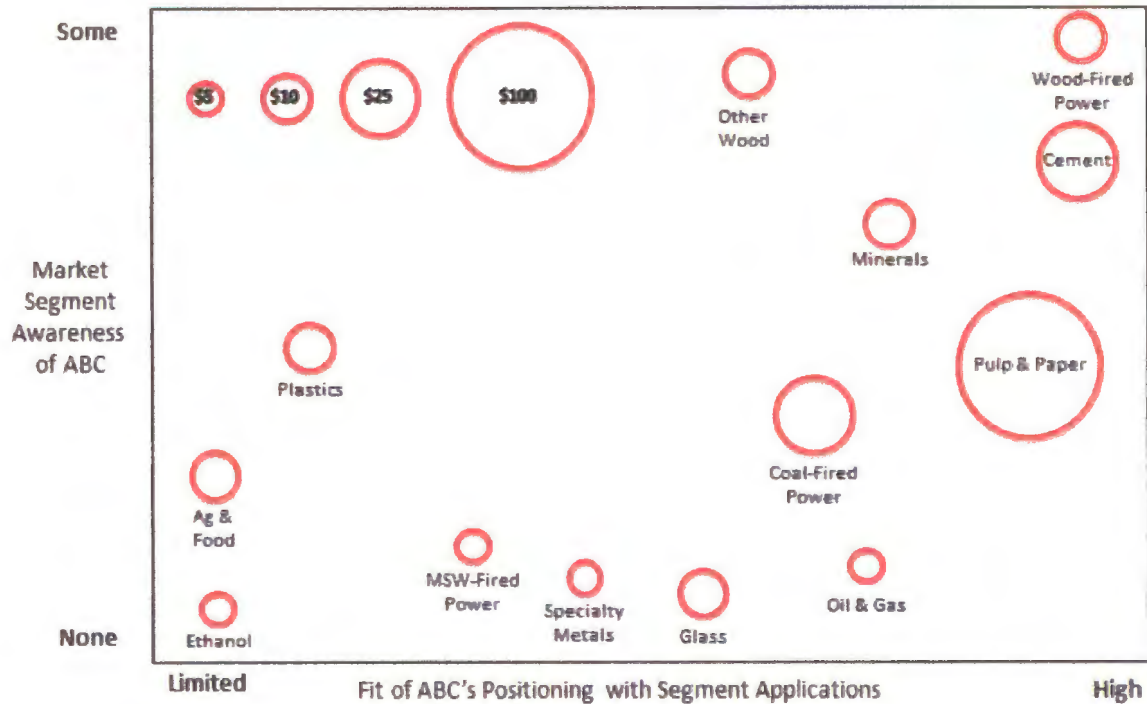 Some
$5
$10
$25
$100
Other
Wood
Wood-Fired
Power
Cement
Minerals
Market
Segment
Awareness
of ABC
Plastics
Pulp & Paper
Coal-Fired
Power
Ag &
Food
MSW-Fired
Power
Specialty
Metals
Glass
Oil & Gas
Ethanol
None
Limited
Fit of ABC's Positioning with Segment Applications
High